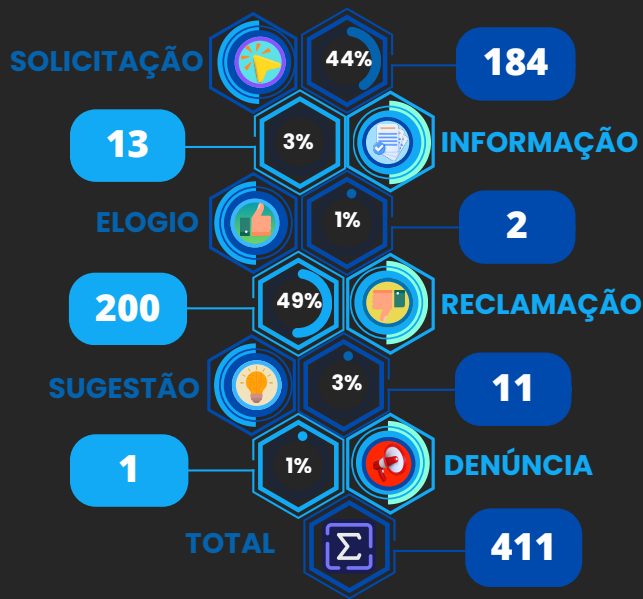 SOLICITAÇÃO 44% 184
13 3% INFORMAÇÃO
ELOGIO 1% 2
200 49% RECLAMAÇÃO
SUGESTÃO 3% 11
1 1% DENÚNCIA
TOTAL Σ 411